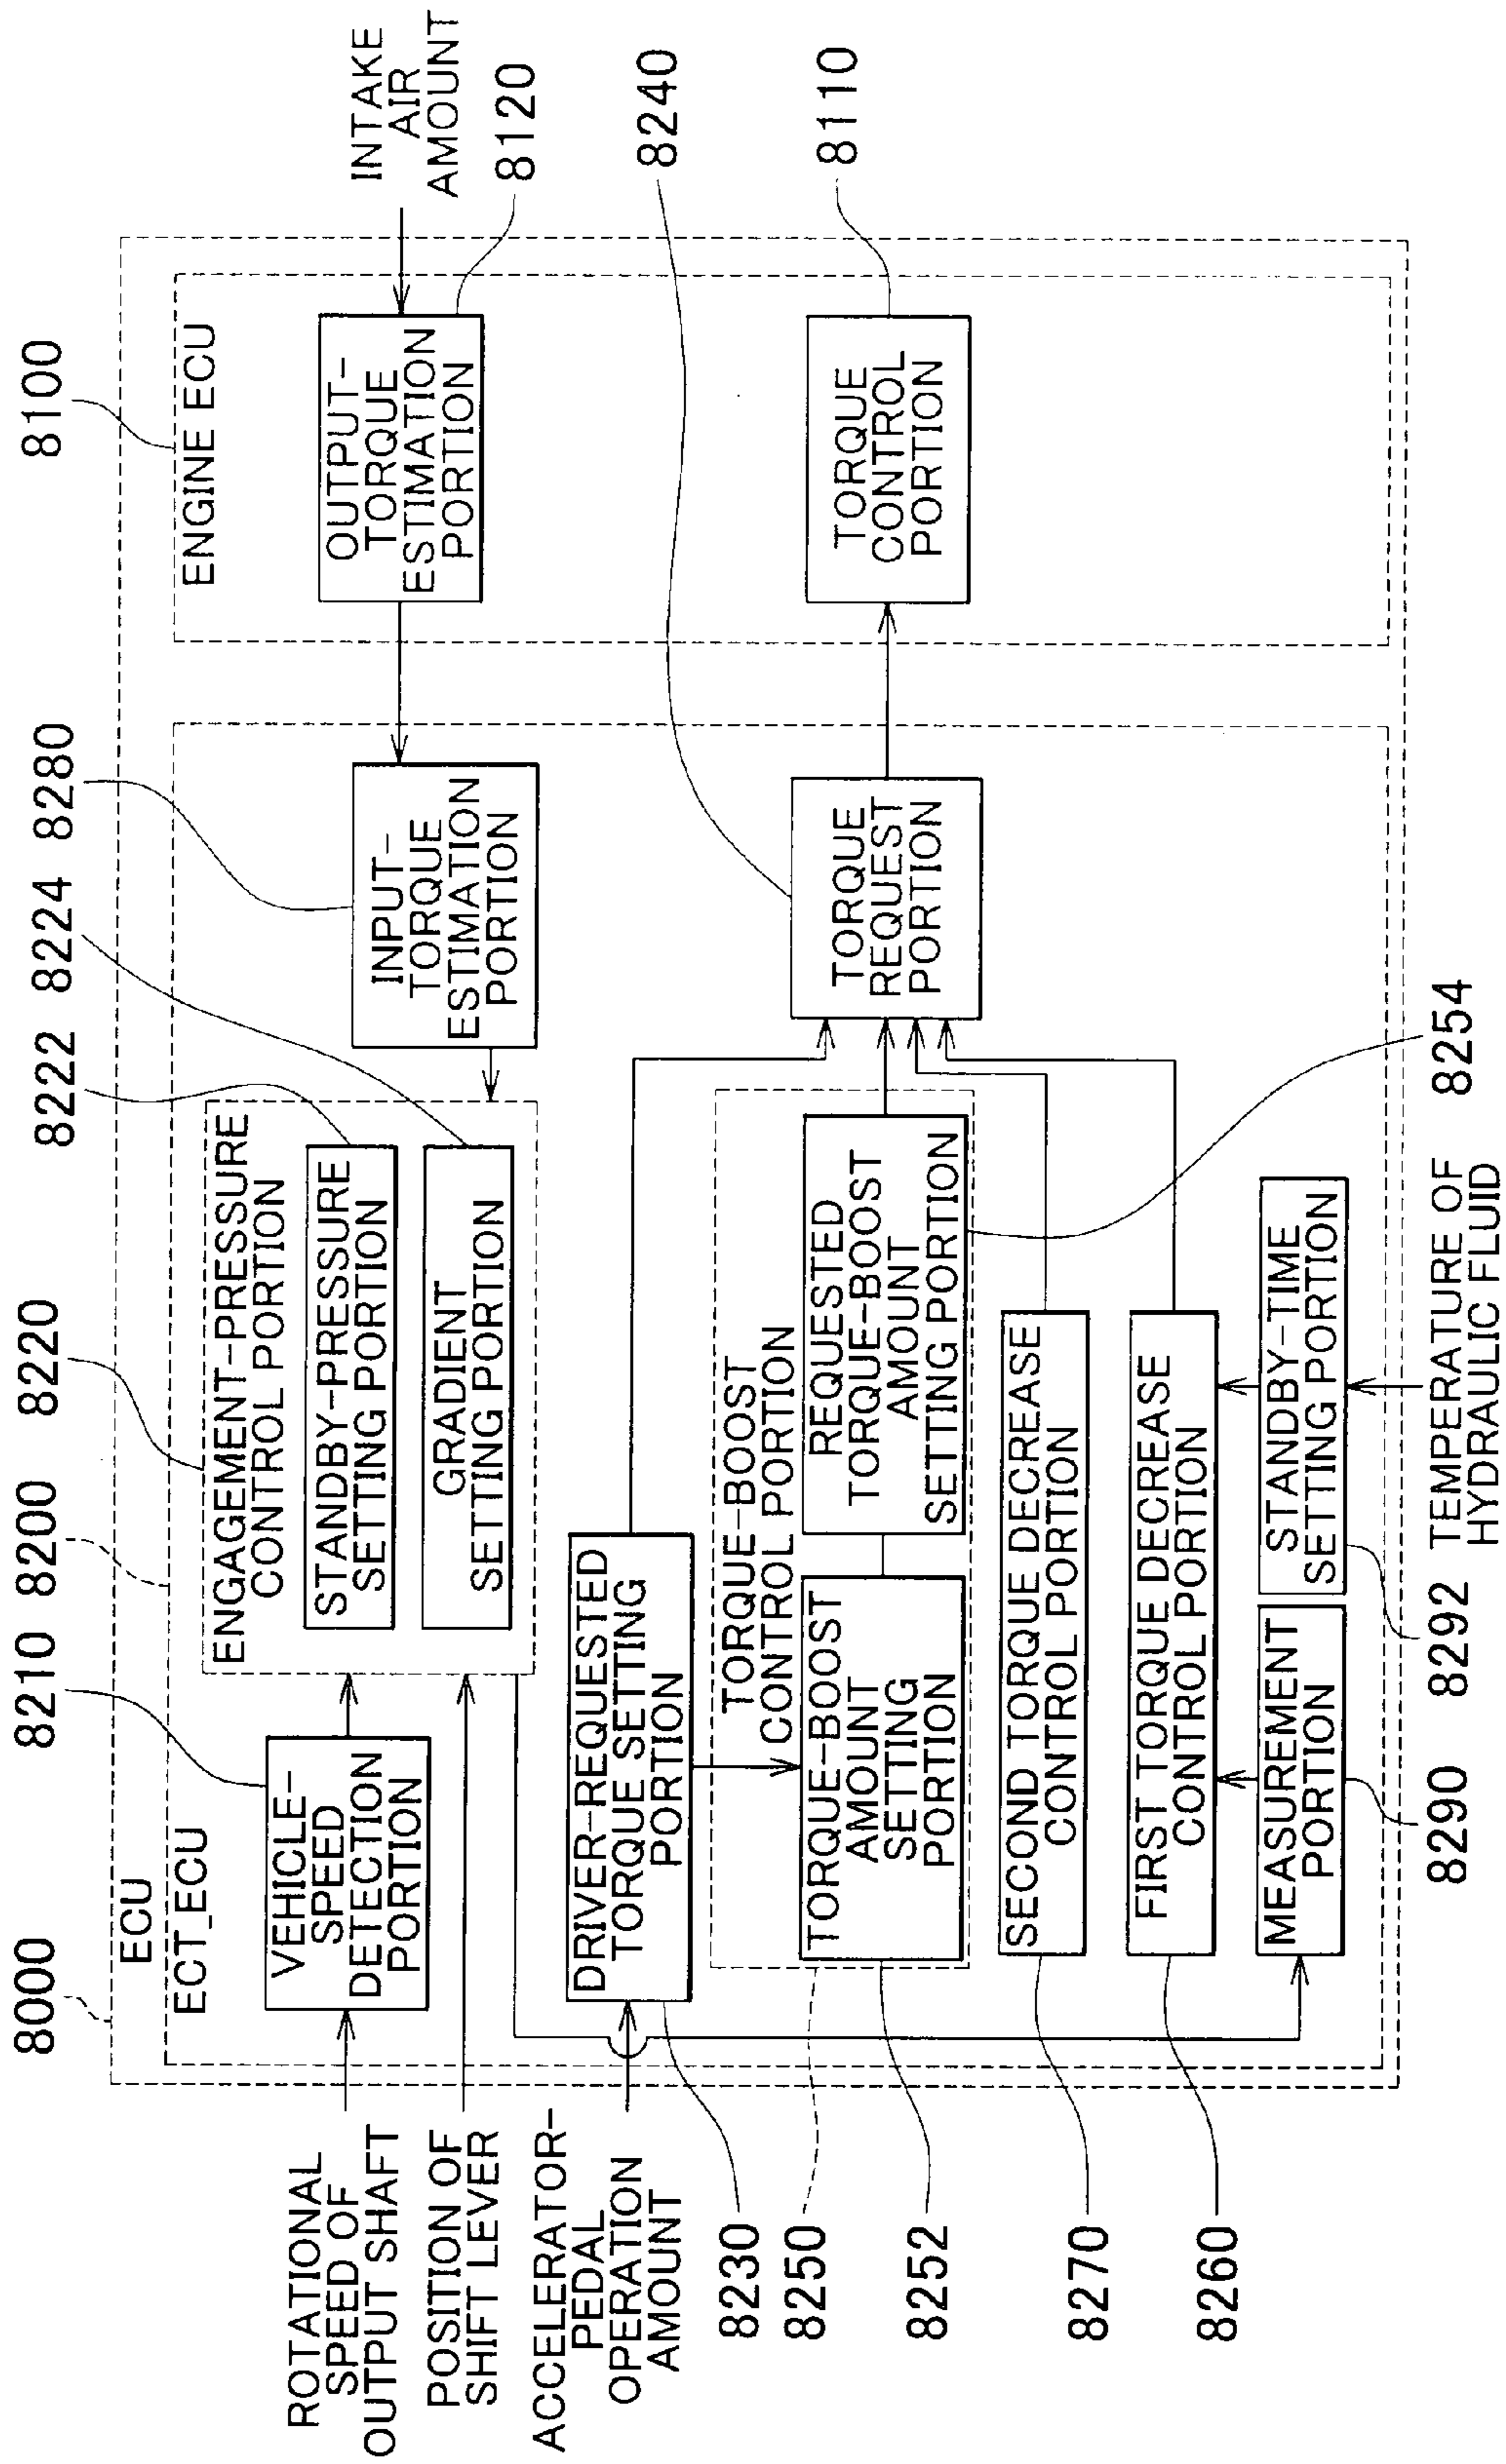 8000
ECU
ECT_ECU
8210
8200
8220
8222
8224
8280
8100
ENGINE ECU
ROTATIONAL
SPEED OF
OUTPUT SHAFT
VEHICLE-
SPEED
DETECTION
PORTION
ENGAGEMENT-PRESSURE
CONTROL PORTION
STANDBY-PRESSURE
SETTING PORTION
GRADIENT
SETTING PORTION
INPUT-
TORQUE
ESTIMATION
PORTION
OUTPUT-
TORQUE
ESTIMATION
PORTION
INTAKE
AIR
AMOUNT
8120
POSITION OF
SHIFT LEVER
ACCELERATOR-
PEDAL
OPERATION
AMOUNT
DRIVER-REQUESTED
TORQUE SETTING
PORTION
8240
8230
TORQUE-BOOST
CONTROL PORTION
8250
TORQUE-BOOST
AMOUNT
SETTING
PORTION
REQUESTED
TORQUE-BOOST
AMOUNT
SETTING PORTION
TORQUE
REQUEST
PORTION
TORQUE
CONTROL
PORTION
8110
8252
SECOND TORQUE DECREASE
CONTROL PORTION
8270
FIRST TORQUE DECREASE
CONTROL PORTION
8260
MEASUREMENT
PORTION
STANDBY-TIME
SETTING PORTION
8290
8292
TEMPERATURE OF
HYDRAULIC FLUID
8254